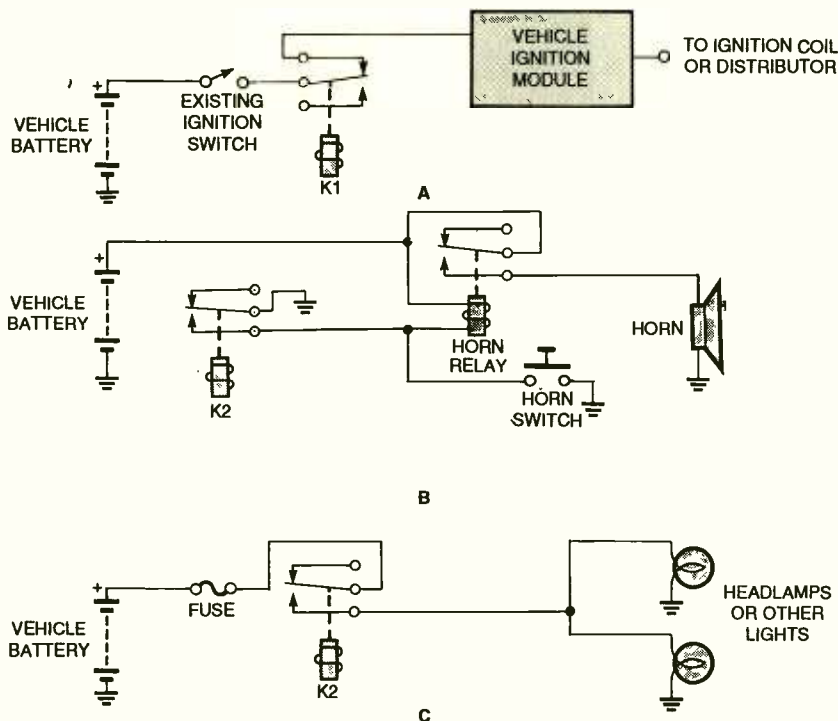 VEHICLE
IGNITION
MODULE
TO IGNITION COIL
OR DISTRIBUTOR
+
EXISTING
IGNITION
SWITCH
VEHICLE
BATTERY
K1
A
+
VEHICLE
BATTERY
K2
HORN
RELAY
HORN
SWITCH
HORN
B
+
VEHICLE
BATTERY
FUSE
K2
HEADLAMPS
OR OTHER
LIGHTS
C